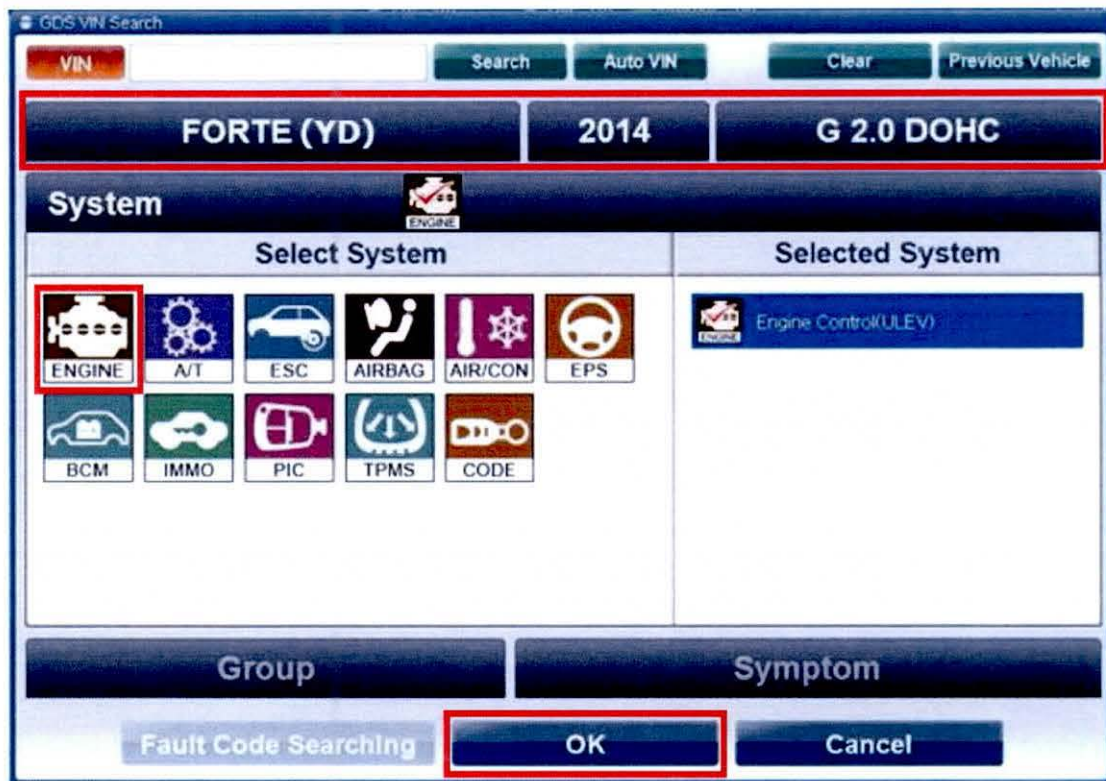 GDS VIN Search
VIN Search Auto VIN Clear Previous Vehicle
FORTE (YD) 2014 G 2.0 DOHC
System ENGINE
Select System Selected System
ENGINE A/T ESC AIRBAG AIR/CON EPS
ENGINE Engine Control(ULEV)
BCM IMMO PIC TPMS CODE
Group Symptom
Fault Code Searching OK Cancel